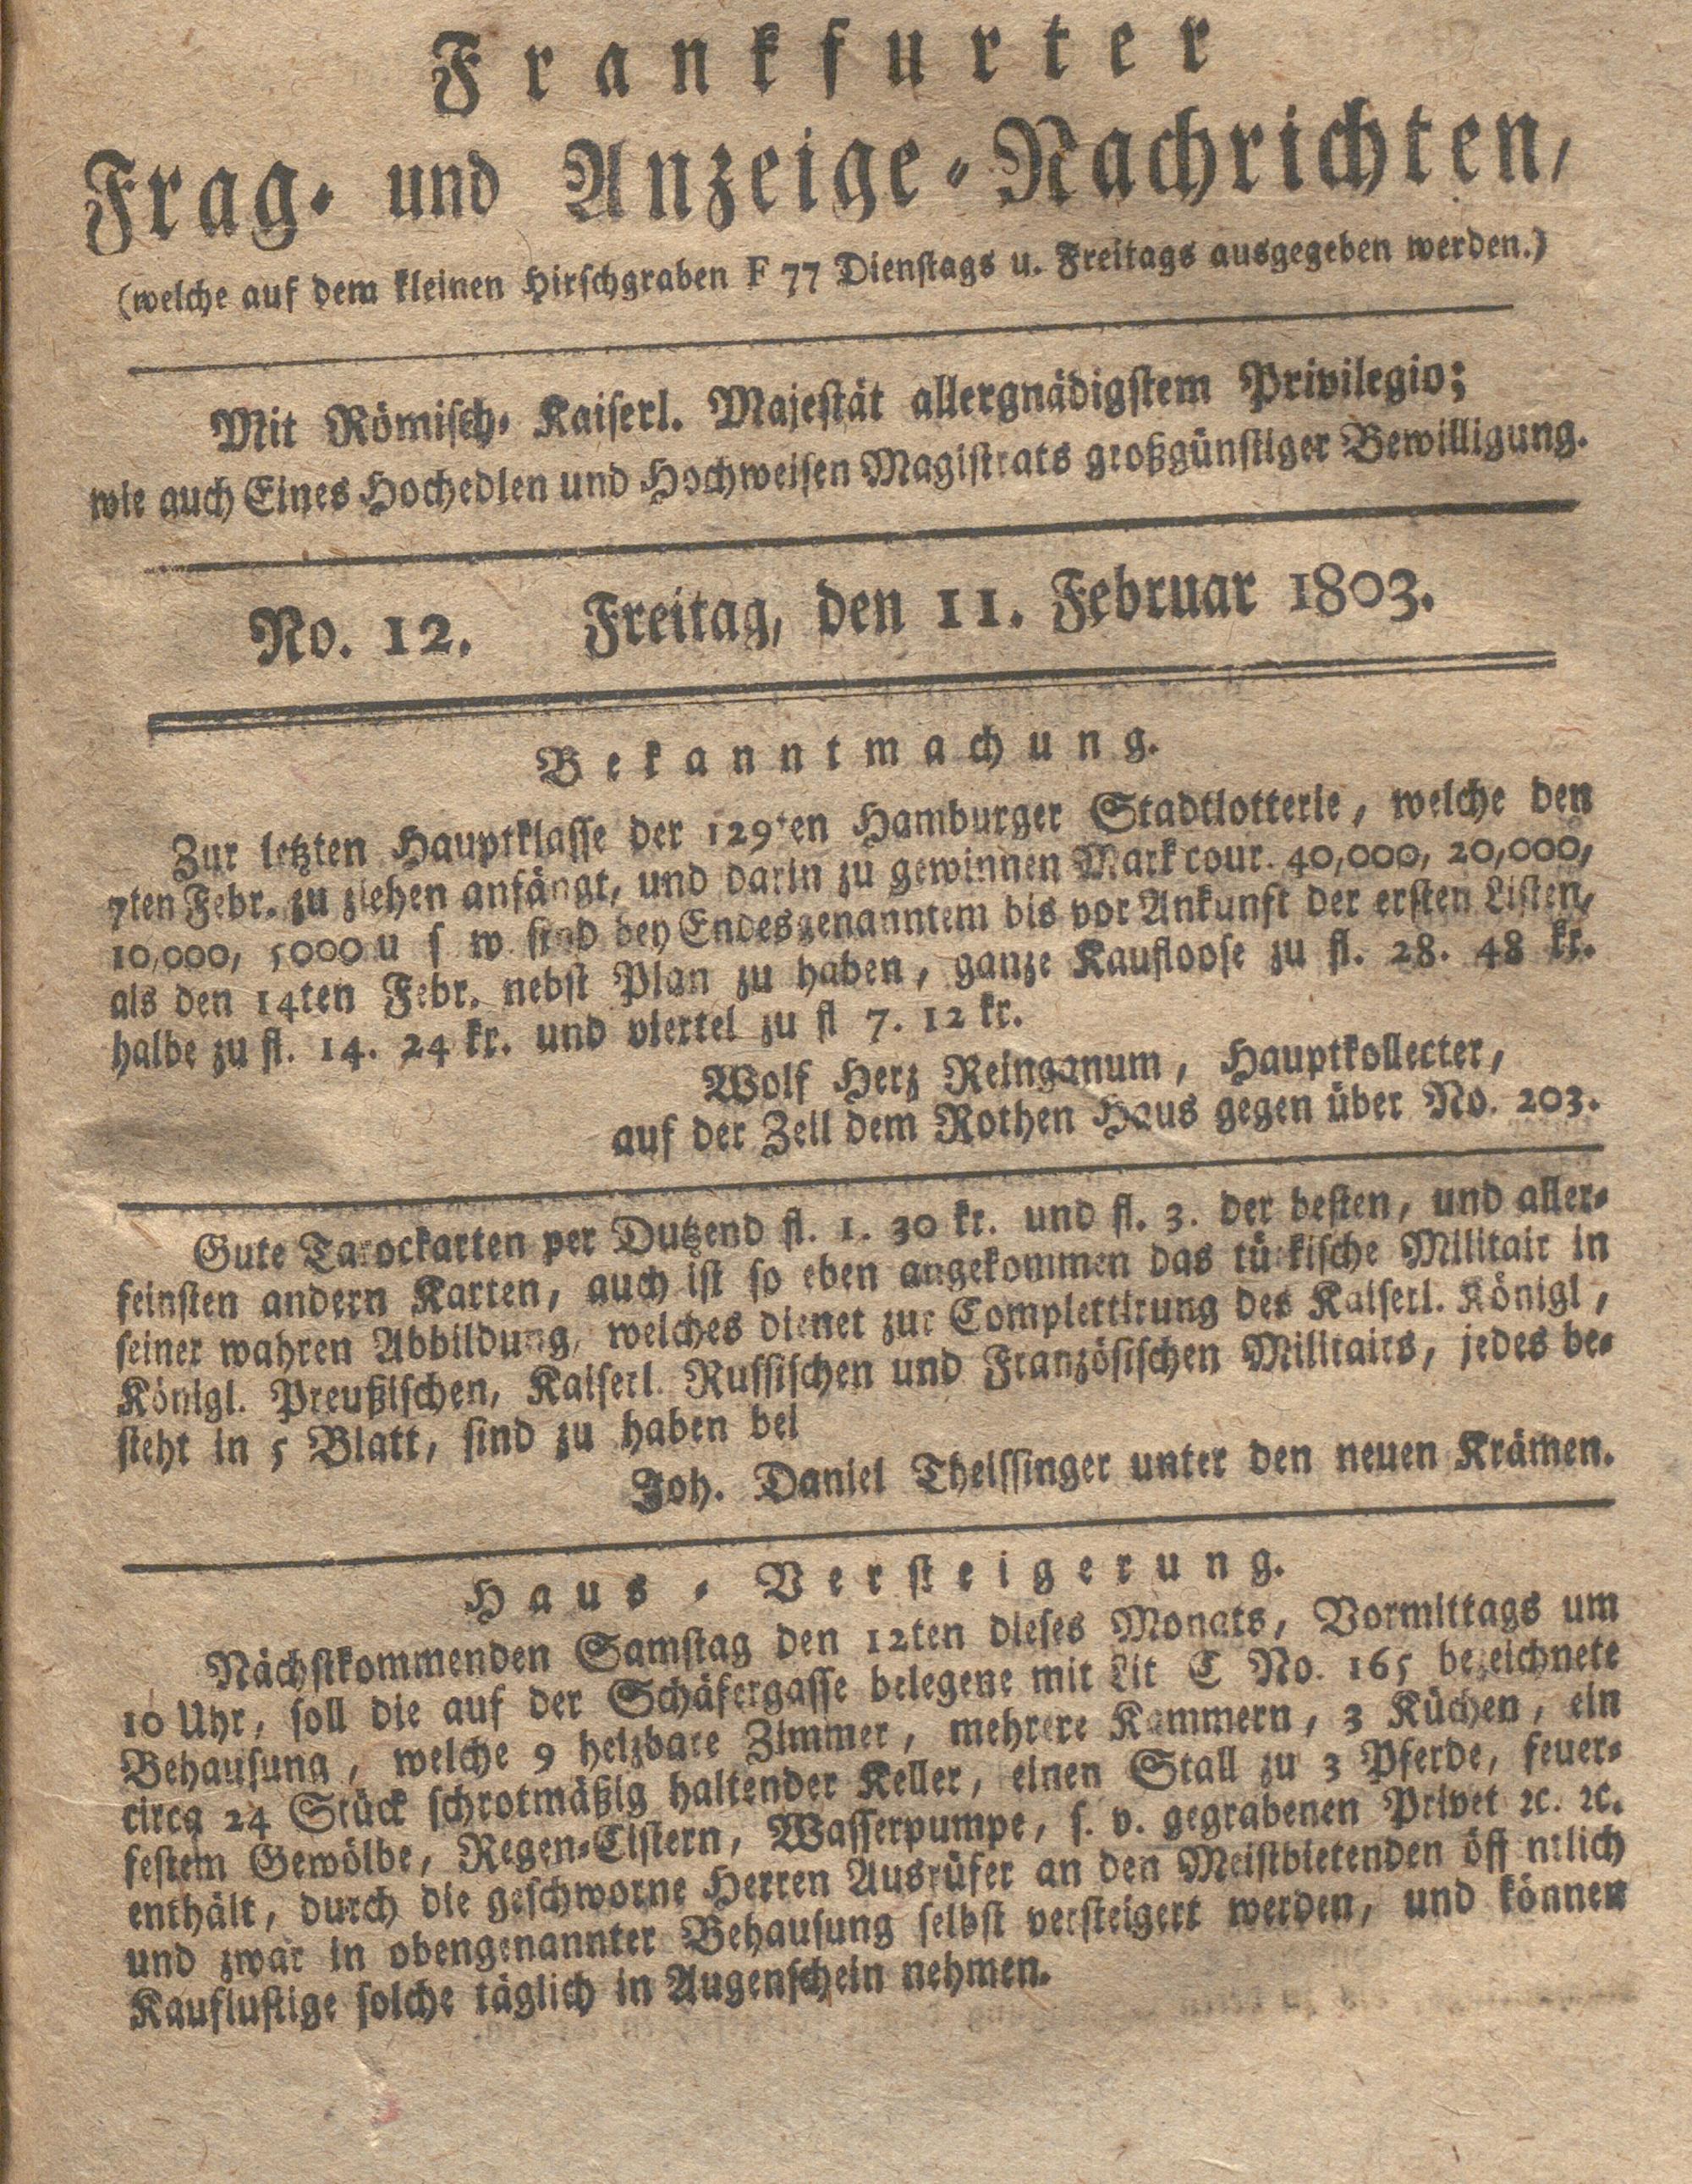 Frankfurter
Frag- und Anzeige-Nachrichten,
(welche auf dem kleinen Hirschgraben F 77 Dienstags u. Freitags ausgegeben werden.)
Mit Römisch- Kaiserl. Majestät allergnädigstem Privilegio;
wie auch Eines Hochedlen und Hochweisen Magistrats großgünstiger Bewilligung.
No. 12. Freitag, den 11. Februar 1803.
Bekanntmachung.
Zur letzten Hauptklasse der 129ten Hamburger Stadtlotterie, welche den
7ten Febr. zu ziehen anfängt, und darin zu gewinnen Mark cour. 40,000, 20,000,
10,000, 5000 u s w sind bey Endesgenanntem bis vor Ankunft der ersten Listen,
als den 14ten Febr. nebst Plan zu haben, ganze Kaufloose zu fl. 28. 48 kr.
halbe zu fl. 14. 24 kr. und viertel zu fl 7. 12 kr.
Wolf Herz Reinganum, Hauptkollecter,
auf der Zeil dem Rothen Haus gegen über No. 203.
Gute Tarockarten per Dutzend fl. 1. 30 kr. und fl. 3. der besten, und aller-
feinsten andern Karten, auch ist so eben angekommen das türkische Militair in
seiner wahren Abbildung, welches dienet zur Complettirung des Kaiserl. Königl,
Königl. Preußischen, Kaiserl. Russischen und Französischen Militairs, jedes be-
steht in 5 Blatt, sind zu haben bei
Joh. Daniel Theissinger unter den neuen Krämen.
Haus-Versteigerung.
Nächstkommenden Samstag den 12ten dieses Monats, Vormittags um
10 Uhr, soll die auf der Schäfergasse belegene mit Lit C No. 165 bezeichnete
Behausung, welche 9 heizbare Zimmer, mehrere Kammern, 3 Küchen, ein
circa 24 Stück schrotmäßig haltender Keller, einen Stall zu 3 Pferde, feuer-
festem Gewölbe, Regen-Cistern, Wasserpumpe, s. v. gegrabenen Privet ꝛc. ꝛc.
enthält, durch die geschworne Herren Ausrüfer an den Meistbietenden öffentlich
und zwar in obengenannter Behausung selbst versteigert werden, und können
Kauflustige solche täglich in Augenschein nehmen.